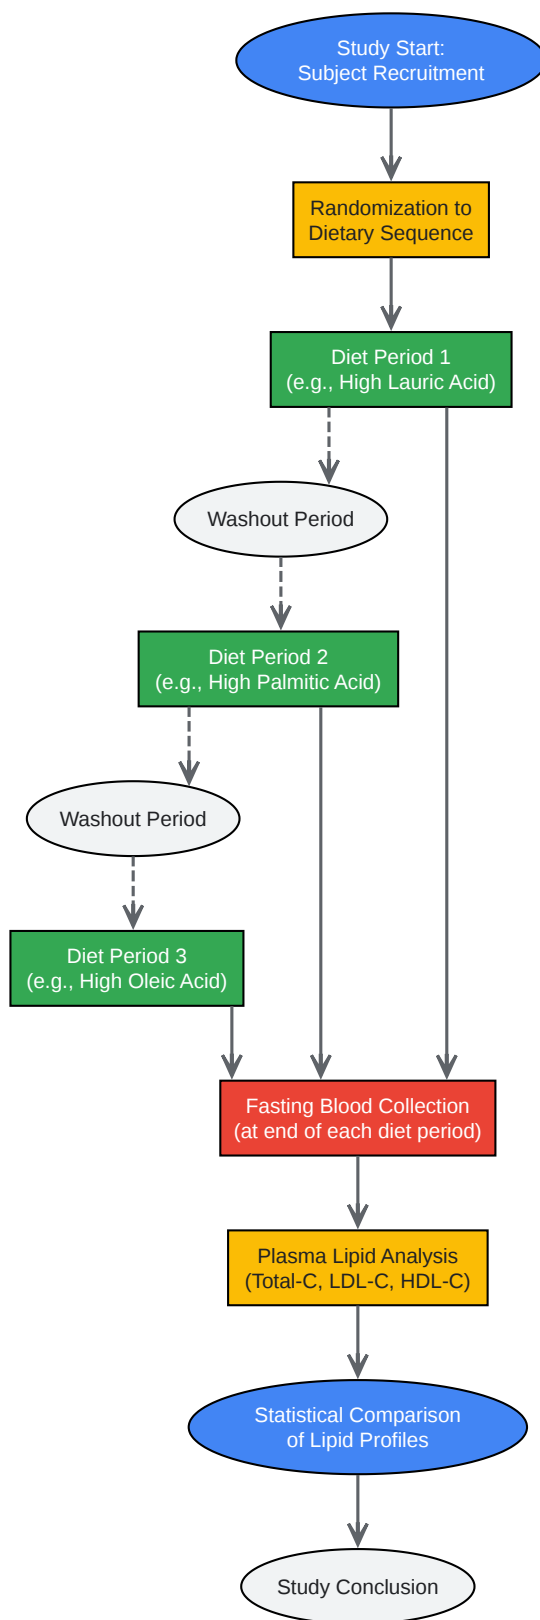 Study Start:
Subject Recruitment
Randomization to
Dietary Sequence
Diet Period 1
(e.g., High Lauric Acid)
Washout Period
Diet Period 2
(e.g., High Palmitic Acid)
Washout Period
Diet Period 3
(e.g., High Oleic Acid)
Fasting Blood Collection
(at end of each diet period)
Plasma Lipid Analysis
(Total-C, LDL-C, HDL-C)
Statistical Comparison
of Lipid Profiles
Study Conclusion